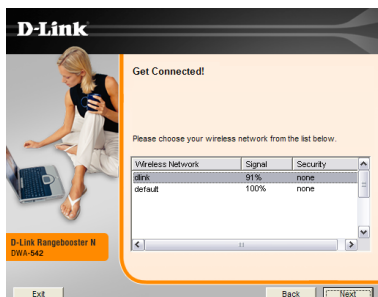 D-Link
Get Connected!
Please choose your wireless network from the list below.
Wireless Network Signal Security
dlink 91% none
default 100% none
D-Link Rangebooster N
DWA-542
Exit Back Next